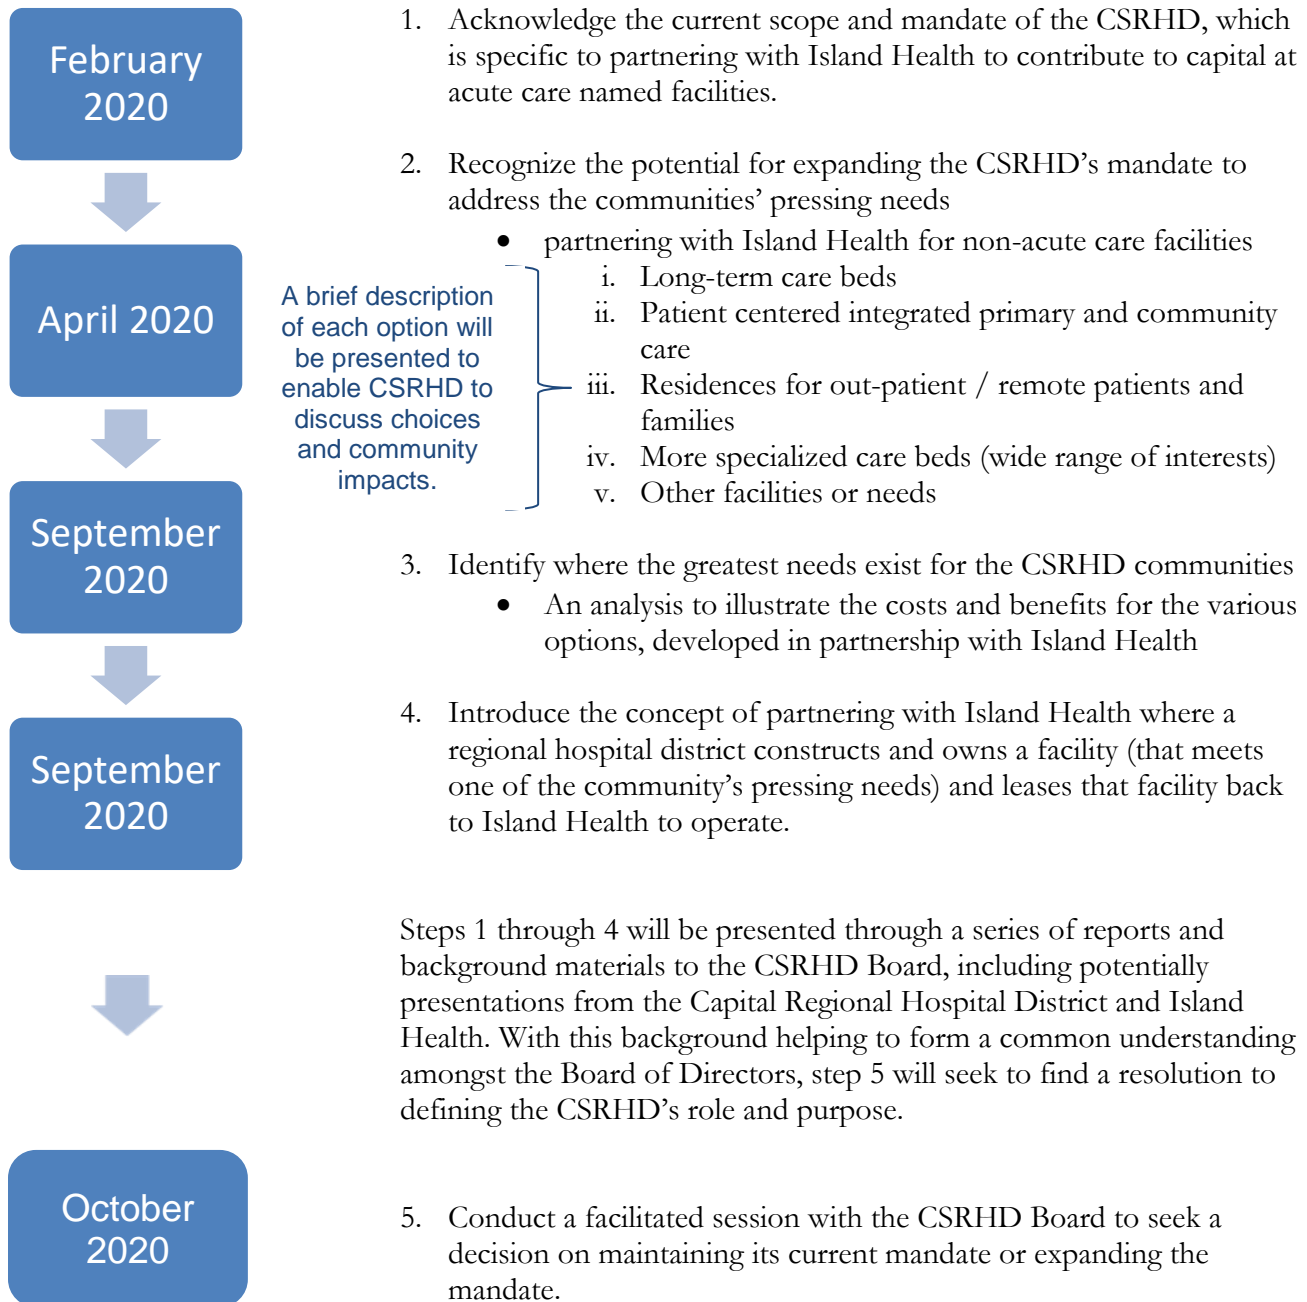 February
2020
1. Acknowledge the current scope and mandate of the CSRHD, which
is specific to partnering with Island Health to contribute to capital at
acute care named facilities.
April 2020
2. Recognize the potential for expanding the CSRHD’s mandate to
address the communities’ pressing needs
• partnering with Island Health for non-acute care facilities
i. Long-term care beds
ii. Patient centered integrated primary and community
care
iii. Residences for out-patient / remote patients and
families
iv. More specialized care beds (wide range of interests)
v. Other facilities or needs
A brief description
of each option will
be presented to
enable CSRHD to
discuss choices
and community
impacts.
September
2020
3. Identify where the greatest needs exist for the CSRHD communities
• An analysis to illustrate the costs and benefits for the various
options, developed in partnership with Island Health
September
2020
4. Introduce the concept of partnering with Island Health where a
regional hospital district constructs and owns a facility (that meets
one of the community’s pressing needs) and leases that facility back
to Island Health to operate.
Steps 1 through 4 will be presented through a series of reports and
background materials to the CSRHD Board, including potentially
presentations from the Capital Regional Hospital District and Island
Health. With this background helping to form a common understanding
amongst the Board of Directors, step 5 will seek to find a resolution to
defining the CSRHD’s role and purpose.
October
2020
5. Conduct a facilitated session with the CSRHD Board to seek a
decision on maintaining its current mandate or expanding the
mandate.